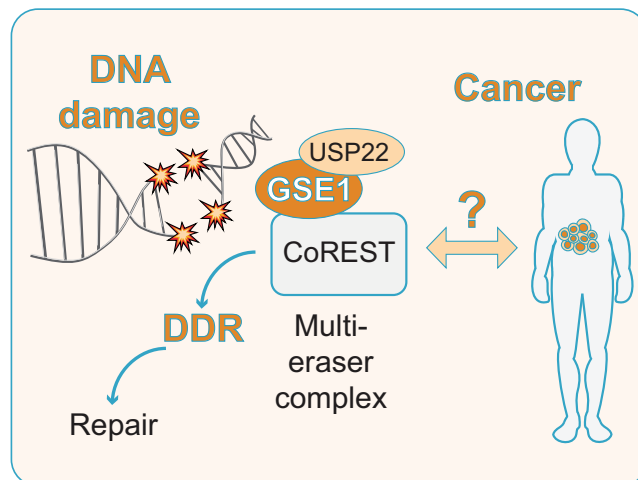 DNA
damage
Cancer
USP22
GSE1
?
CoREST
DDR
Multi-
eraser
complex
Repair